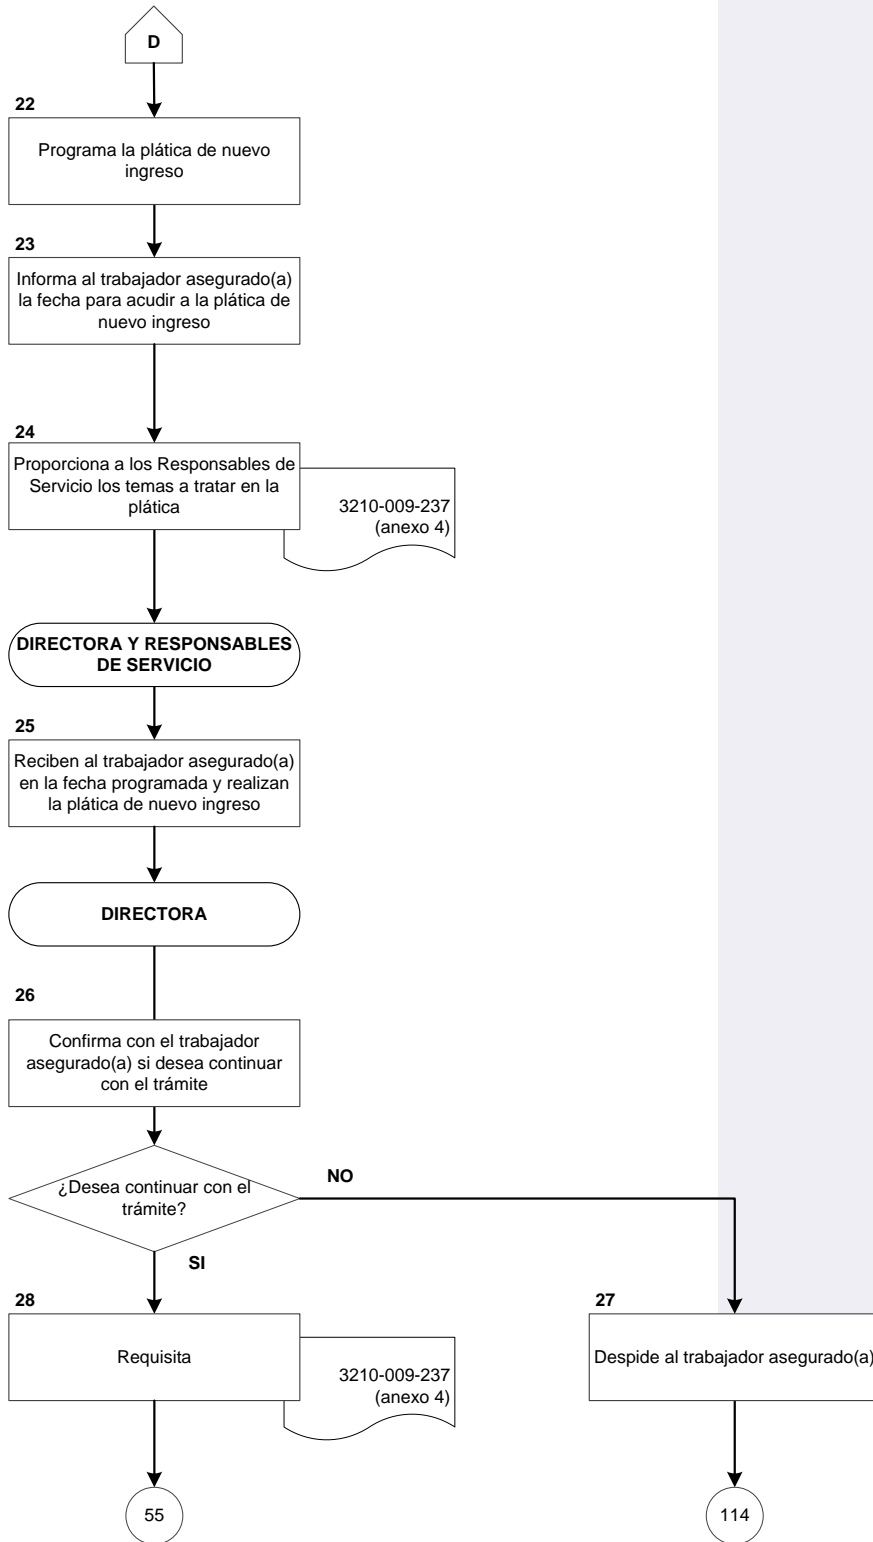 D
22
Programa la plática de nuevo
ingreso
23
Informa al trabajador asegurado(a)
la fecha para acudir a la plática de
nuevo ingreso
24
Proporciona a los Responsables de
Servicio los temas a tratar en la
plática
3210-009-237
(anexo 4)
DIRECTORA Y RESPONSABLES
DE SERVICIO
25
Reciben al trabajador asegurado(a)
en la fecha programada y realizan
la plática de nuevo ingreso
DIRECTORA
26
Confirma con el trabajador
asegurado(a) si desea continuar
con el trámite
¿Desea continuar con el
trámite?
NO
SI
28
Requisita
3210-009-237
(anexo 4)
27
Despide al trabajador asegurado(a)
55
114